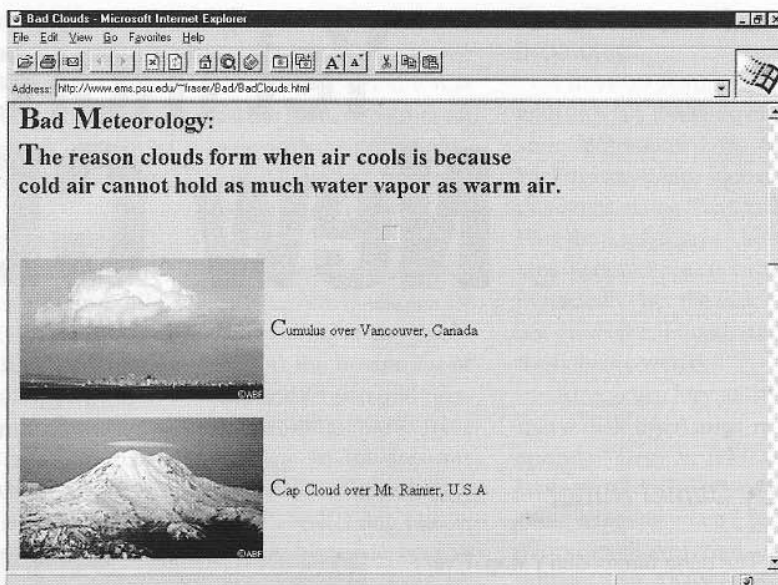 Bad Clouds - Microsoft Internet Explorer
File Edit View Go Favorites Help
Address: http://www.ems.psu.edu/~fraser/Bad/BadClouds.html
Bad Meteorology:
The reason clouds form when air cools is because
cold air cannot hold as much water vapor as warm air.
Cumulus over Vancouver, Canada
©ABF
Cap Cloud over Mt. Rainier, U.S.A
©ABF